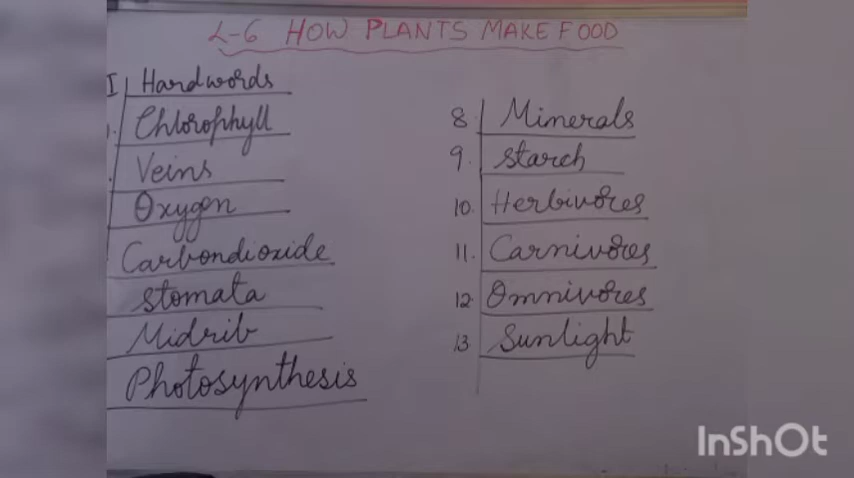 L-6 HOW PLANTS MAKE FOOD
I Hardwords
1. Chlorophyll
Veins
Oxygen
Carbondioxide
Stomata
Midrib
Photosynthesis
8 Minerals
9. Starch
10. Herbivores
11. Carnivores
12. Omnivores
13 Sunlight
InShOt